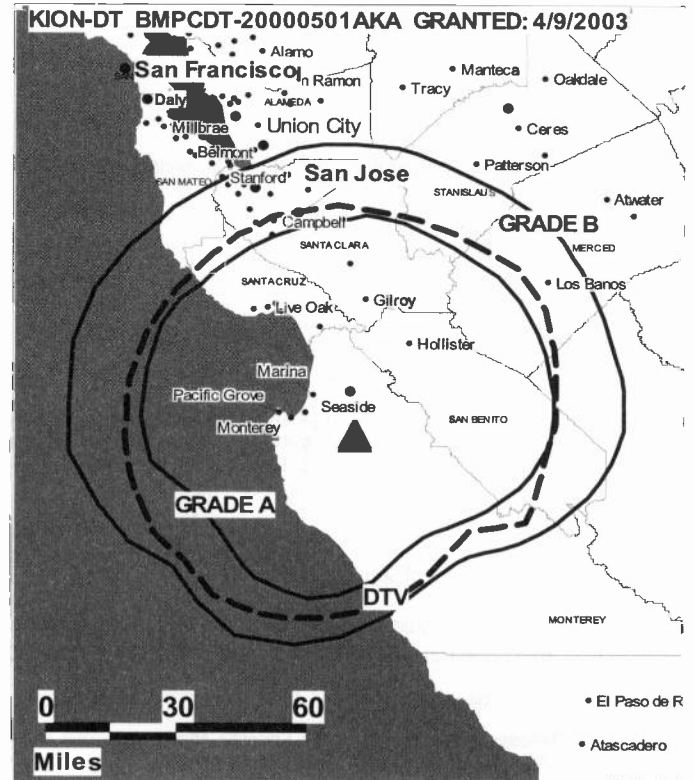 KION-DT BMPCDT-20000501AKA GRANTED: 4/9/2003
Alamo
San Francisco
Manteca
n Ramon
Oakdale
Tracy
Daly
ALAMEDA
Millbrae
Union City
Ceres
Belmont
Patterson
SAN MATEO
Stanford
San Jose
STANISLAUS
Atwater
GRADE B
Campbell
SANTA CLARA
MERCED
SANTA CRUZ
Los Banos
Live Oak
Gilroy
Hollister
Marina
Pacific Grove
Seaside
Monterey
SAN BENITO
GRADE A
DTV
MONTEREY
0 30 60
El Paso de R
Miles
Atascadero